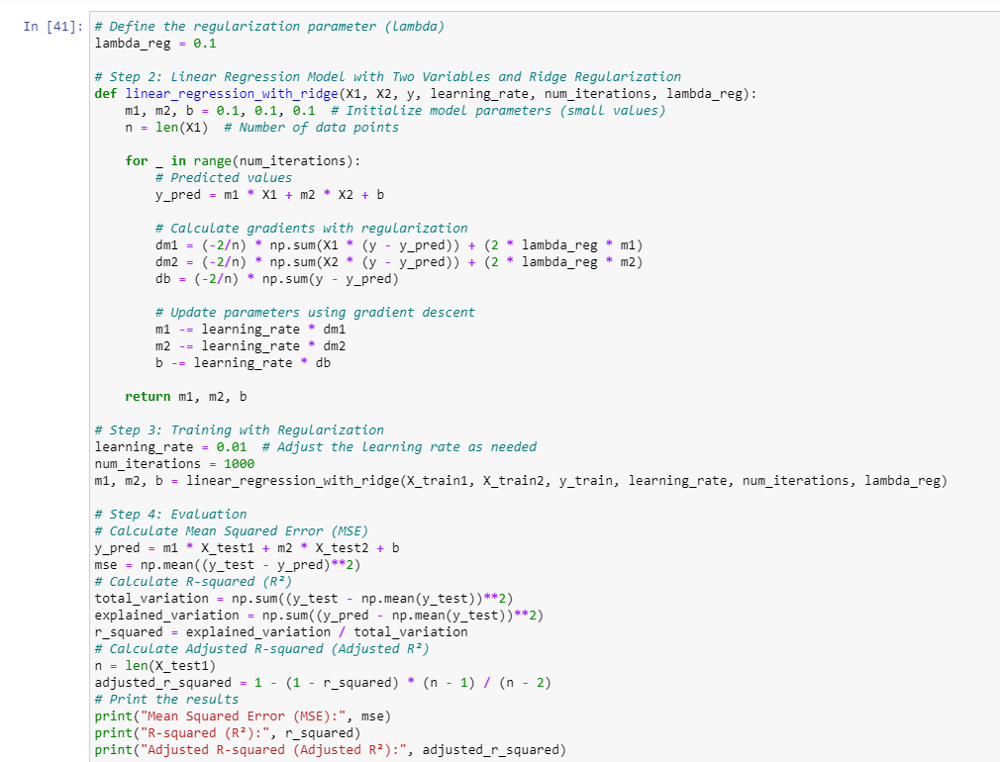 In [41]: # Define the regularization parameter (lambda)
lambda_reg = 0.1
# Step 2: Linear Regression Model with Two Variables and Ridge Regularization
def linear_regression_with_ridge(X1, X2, y, learning_rate, num_iterations, lambda_reg):
    m1, m2, b = 0.1, 0.1, 0.1  # Initialize model parameters (small values)
    n = len(X1)  # Number of data points
    for _ in range(num_iterations):
        # Predicted values
        y_pred = m1 * X1 + m2 * X2 + b
        # Calculate gradients with regularization
        dm1 = (-2/n) * np.sum(X1 * (y - y_pred)) + (2 * lambda_reg * m1)
        dm2 = (-2/n) * np.sum(X2 * (y - y_pred)) + (2 * lambda_reg * m2)
        db = (-2/n) * np.sum(y - y_pred)
        # Update parameters using gradient descent
        m1 -= learning_rate * dm1
        m2 -= learning_rate * dm2
        b -= learning_rate * db
    return m1, m2, b
# Step 3: Training with Regularization
learning_rate = 0.01  # Adjust the learning rate as needed
num_iterations = 1000
m1, m2, b = linear_regression_with_ridge(X_train1, X_train2, y_train, learning_rate, num_iterations, lambda_reg)
# Step 4: Evaluation
# Calculate Mean Squared Error (MSE)
y_pred = m1 * X_test1 + m2 * X_test2 + b
mse = np.mean((y_test - y_pred)**2)
# Calculate R-squared (R²)
total_variation = np.sum((y_test - np.mean(y_test))**2)
explained_variation = np.sum((y_pred - np.mean(y_test))**2)
r_squared = explained_variation / total_variation
# Calculate Adjusted R-squared (Adjusted R²)
n = len(X_test1)
adjusted_r_squared = 1 - (1 - r_squared) * (n - 1) / (n - 2)
# Print the results
print("Mean Squared Error (MSE):", mse)
print("R-squared (R²):", r_squared)
print("Adjusted R-squared (Adjusted R²):", adjusted_r_squared)